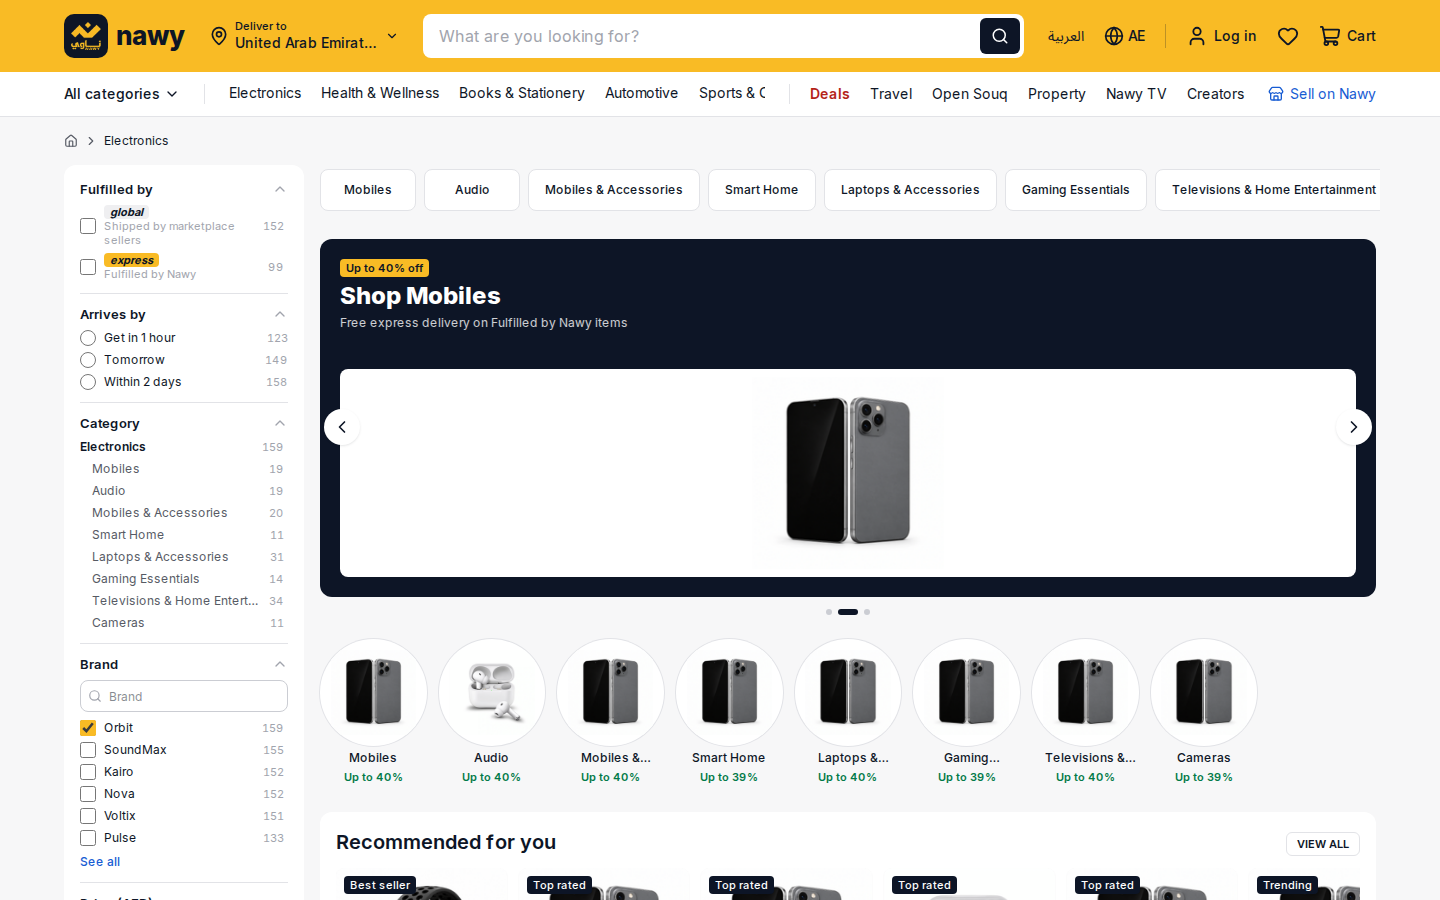 نaوي
nawy
Deliver to
United Arab Emirat...
What are you looking for?
العربية
AE
Log in
Cart
All categories
Electronics
Health & Wellness
Books & Stationery
Automotive
Sports &
Deals
Travel
Open Souq
Property
Nawy TV
Creators
Sell on Nawy
Electronics
Fulfilled by
global
Shipped by marketplace
sellers
152
express
Fulfilled by Nawy
99
Arrives by
Get in 1 hour 123
Tomorrow 149
Within 2 days 158
Category
Electronics 159
Mobiles 19
Audio 19
Mobiles & Accessories 20
Smart Home 11
Laptops & Accessories 31
Gaming Essentials 14
Televisions & Home Entert... 34
Cameras 11
Brand
Brand
Orbit 159
SoundMax 155
Kairo 152
Nova 152
Voltix 151
Pulse 133
See all
Mobiles
Audio
Mobiles & Accessories
Smart Home
Laptops & Accessories
Gaming Essentials
Televisions & Home Entertainment
Up to 40% off
Shop Mobiles
Free express delivery on Fulfilled by Nawy items
Mobiles
Up to 40%
Audio
Up to 40%
Mobiles &...
Up to 40%
Smart Home
Up to 39%
Laptops &...
Up to 40%
Gaming...
Up to 39%
Televisions &...
Up to 40%
Cameras
Up to 39%
Recommended for you
VIEW ALL
Best seller
Top rated
Top rated
Top rated
Top rated
Trending